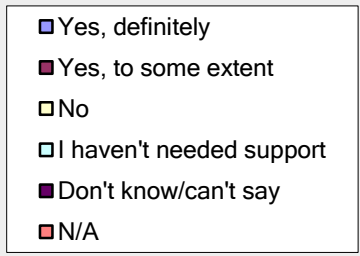 Yes, definitely
Yes, to some extent
No
I haven't needed support
Don't know/can't say
N/A